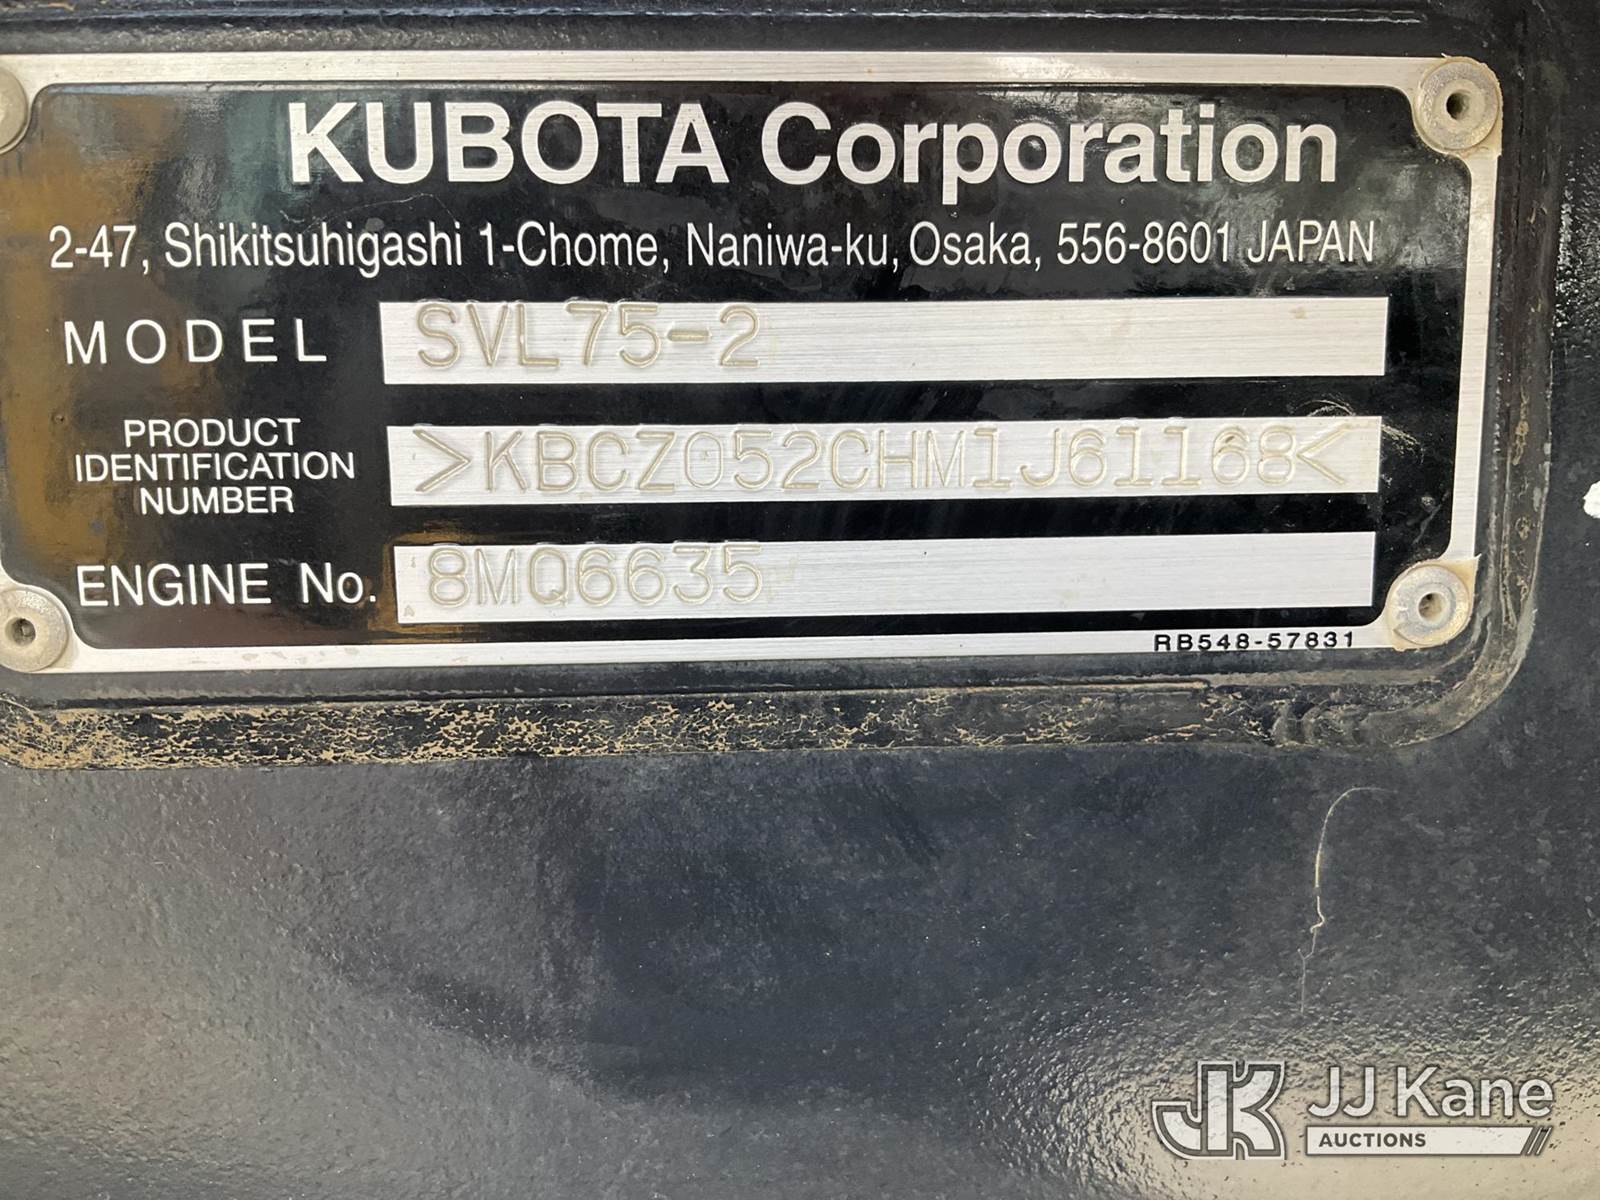 KUBOTA Corporation
2-47, Shikitsuhigashi 1-Chome, Naniwa-ku, Osaka, 556-8601 JAPAN
MODEL SVL75-2
PRODUCT
IDENTIFICATION
NUMBER
>KBCZ052CHM1J61168<
ENGINE No. 8MQ6635
RB548-57831
JK JJ Kane
AUCTIONS